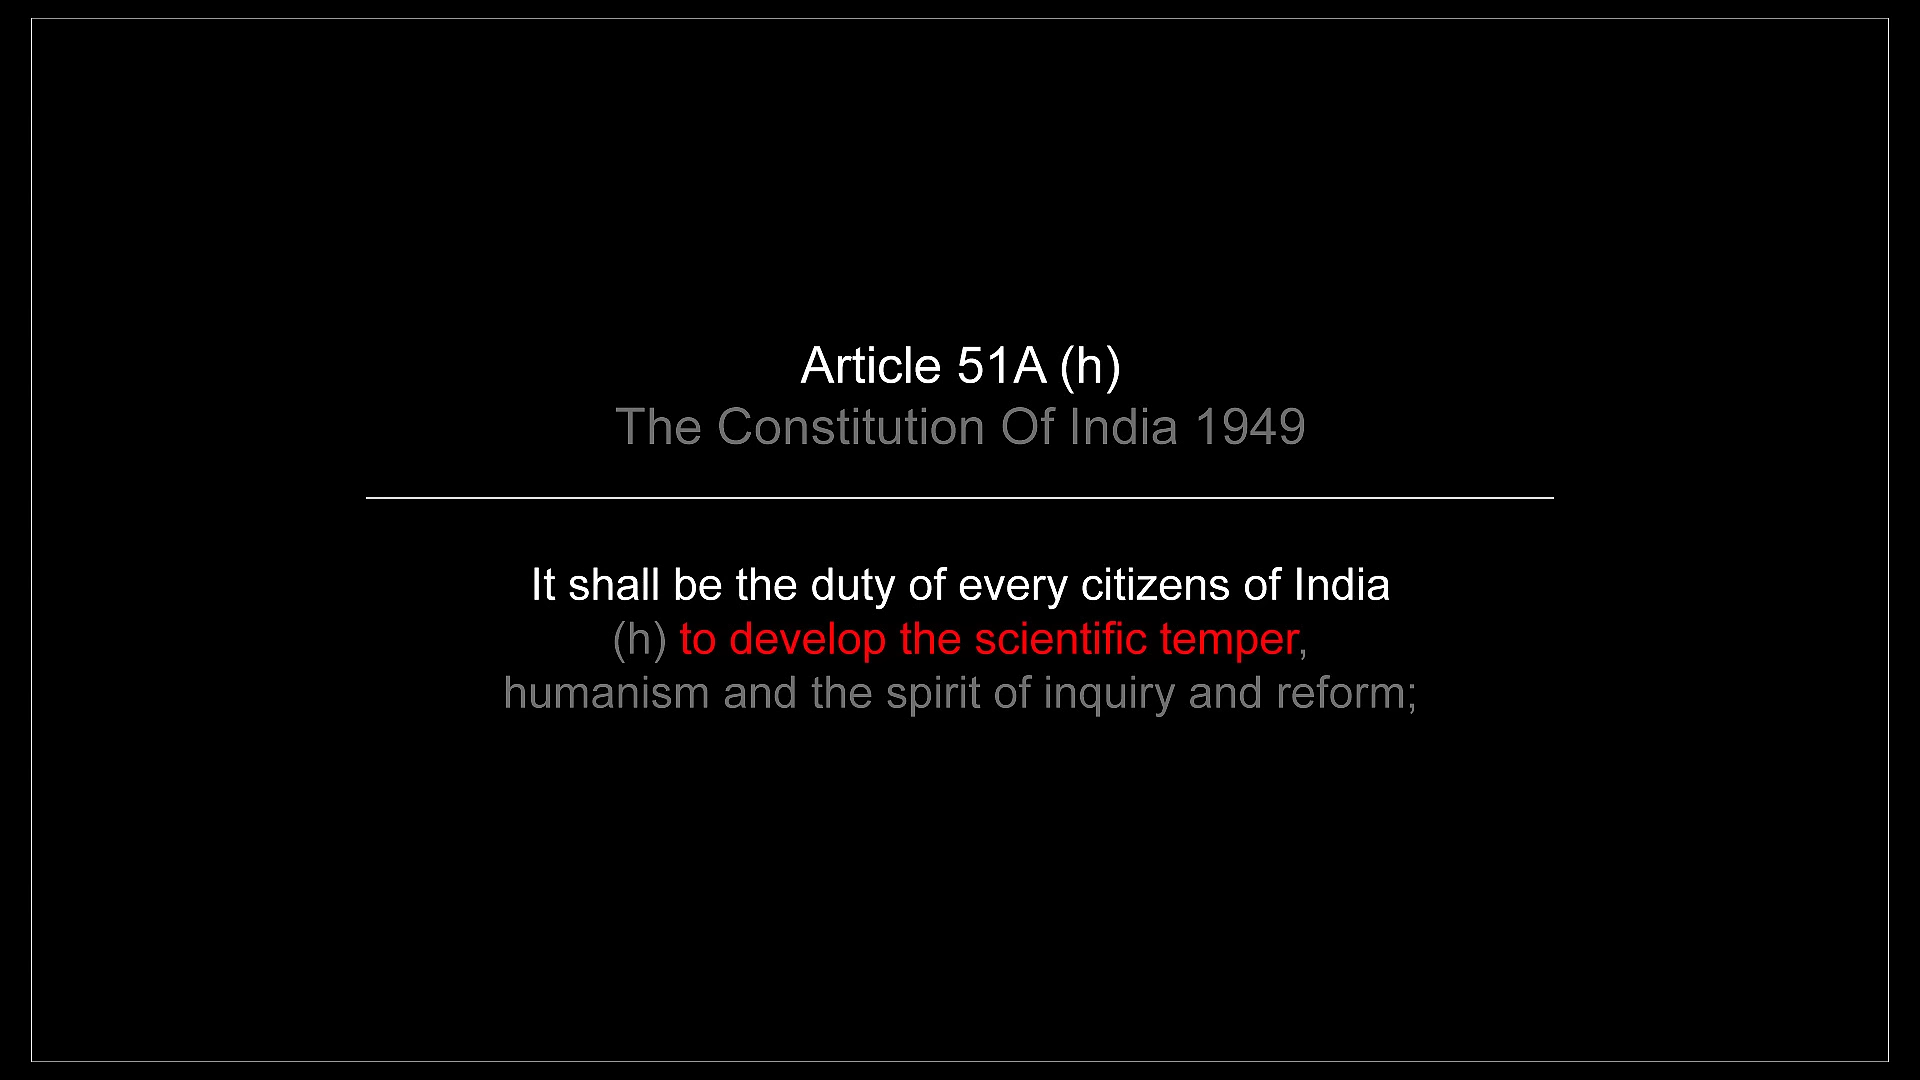 Article 51A (h)
The Constitution Of India 1949
It shall be the duty of every citizens of India
(h) to develop the scientific temper,
humanism and the spirit of inquiry and reform;